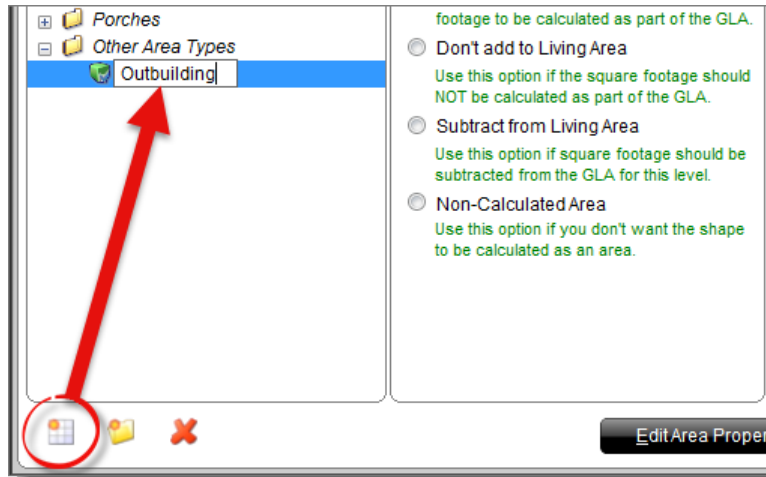 Porches
Other Area Types
Outbuilding
footage to be calculated as part of the GLA.
Don't add to Living Area
Use this option if the square footage should
NOT be calculated as part of the GLA.
Subtract from Living Area
Use this option if square footage should be
subtracted from the GLA for this level.
Non-Calculated Area
Use this option if you don't want the shape
to be calculated as an area.
Edit Area Proper